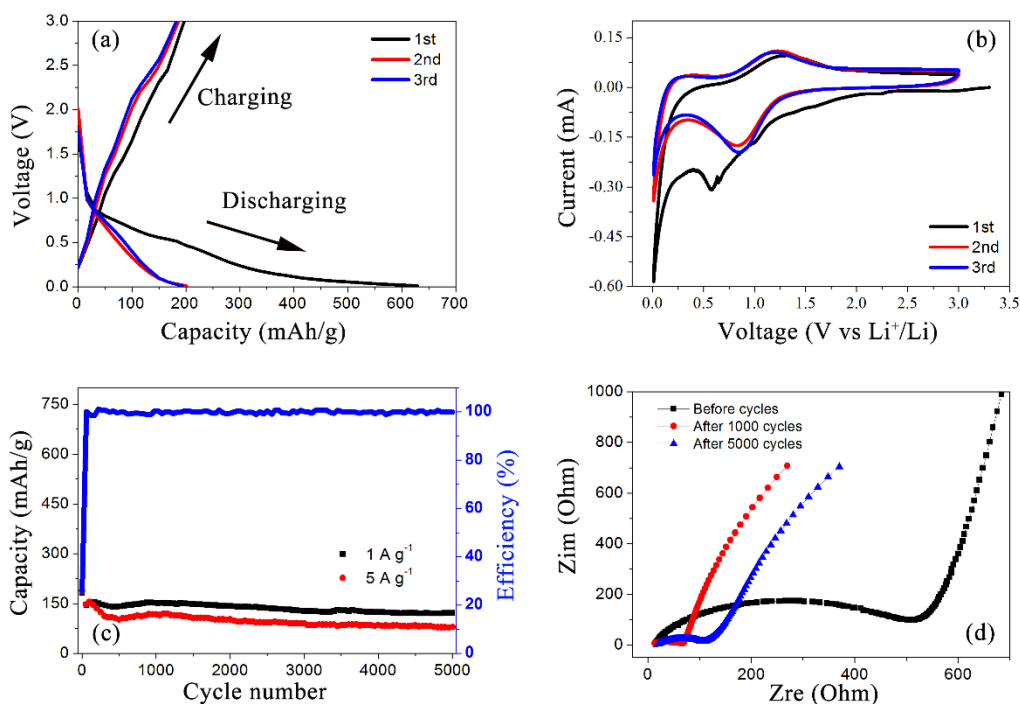 (a)
1st
2nd
3rd
Charging
Discharging
3.0
2.5
2.0
1.5
1.0
0.5
0.0
Voltage (V)
0 100 200 300 400 500 600 700
Capacity (mAh/g)
(b)
0.15
0.00
-0.15
-0.30
-0.45
-0.60
Current (mA)
1st
2nd
3rd
0.0 0.5 1.0 1.5 2.0 2.5 3.0 3.5
Voltage (V vs Li⁺/Li)
750
600
450
300
150
0
Capacity (mAh/g)
100
80
60
40
20
0
Efficiency (%)
1 A g⁻¹
5 A g⁻¹
(c)
0 1000 2000 3000 4000 5000
Cycle number
1000
800
600
400
200
0
Zim (Ohm)
Before cycles
After 1000 cycles
After 5000 cycles
(d)
0 200 400 600
Zre (Ohm)